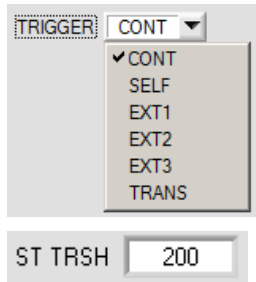 TRIGGER CONT
CONT
SELF
EXT1
EXT2
EXT3
TRANS
ST TRSH 200